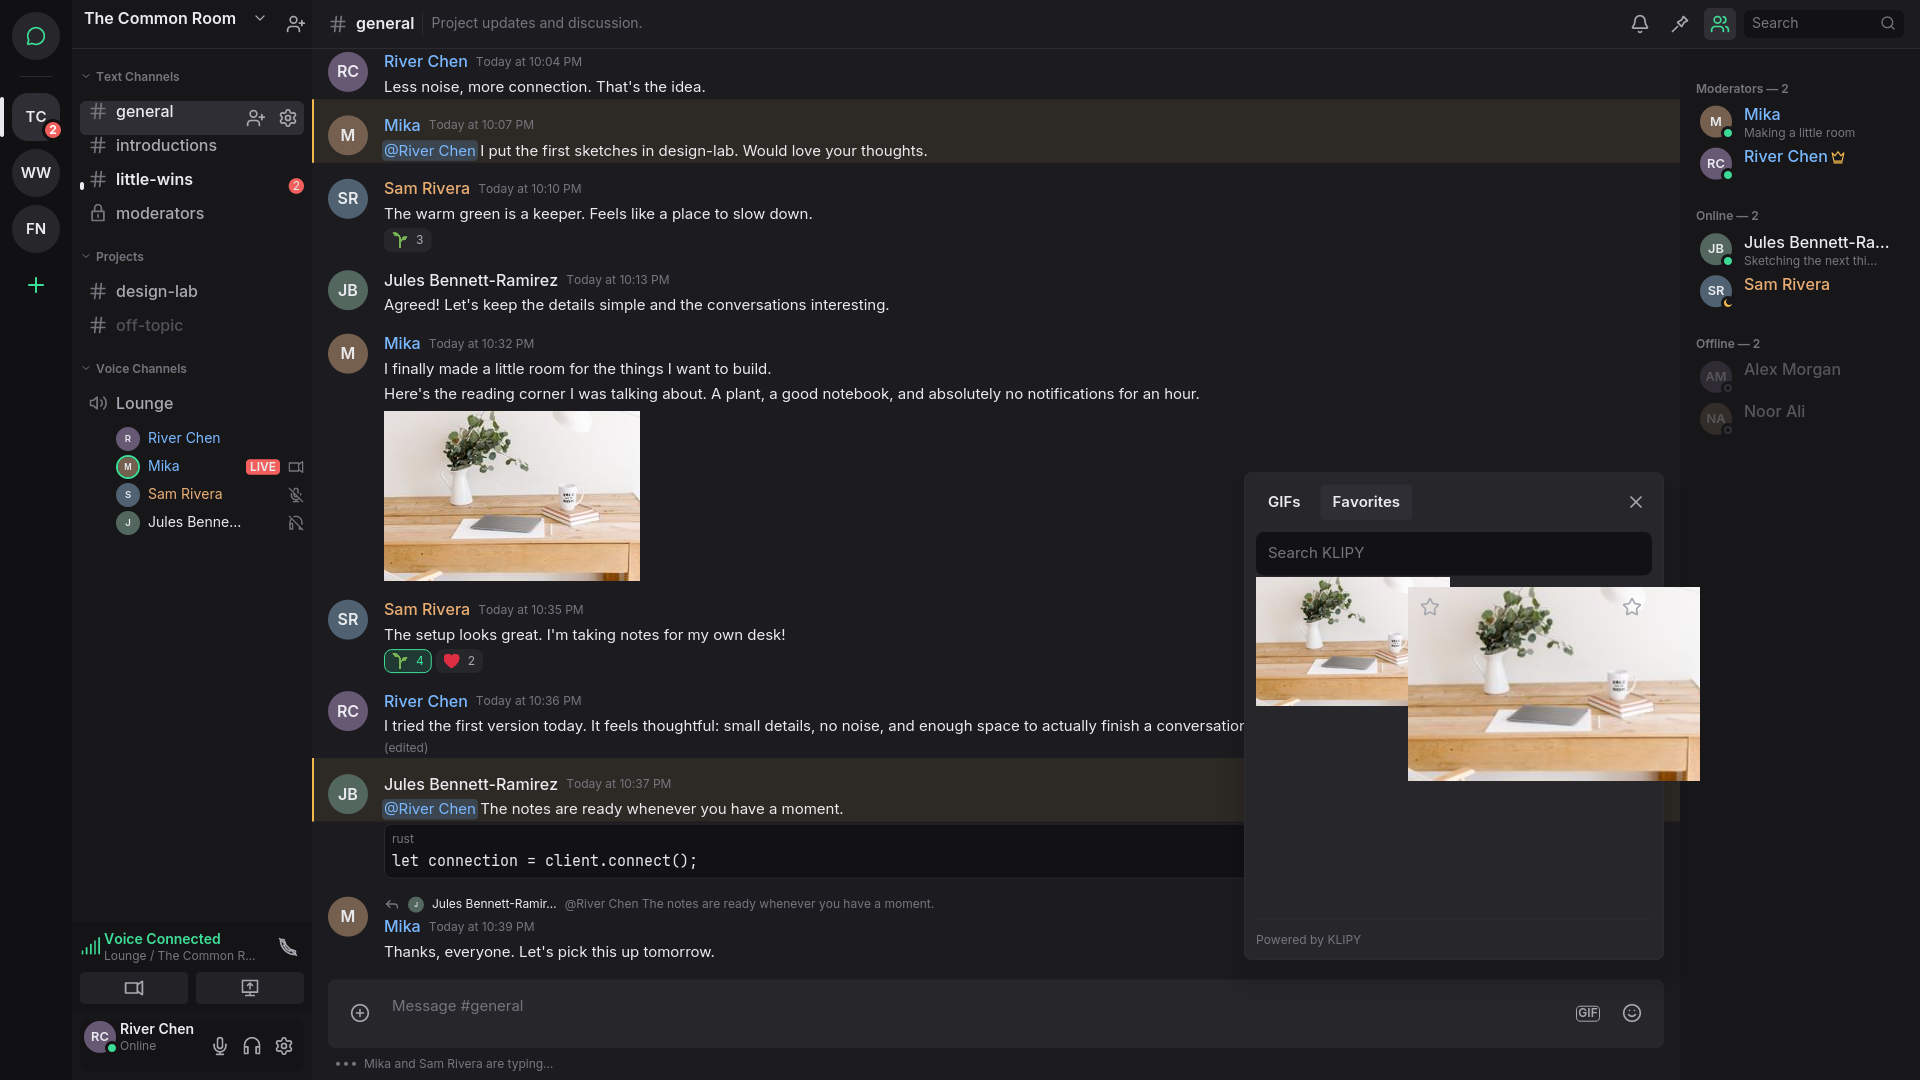 The Common Room
TC
2
WW
FN
Text Channels
general
introductions
little-wins
2
moderators
Projects
design-lab
off-topic
Voice Channels
Lounge
R
River Chen
M
Mika
LIVE
S
Sam Rivera
J
Jules Benne...
Voice Connected
Lounge / The Common R...
RC
River Chen
Online
general
Project updates and discussion.
Search
RC
River Chen Today at 10:04 PM
Less noise, more connection. That's the idea.
M
Mika Today at 10:07 PM
@River Chen I put the first sketches in design-lab. Would love your thoughts.
SR
Sam Rivera Today at 10:10 PM
The warm green is a keeper. Feels like a place to slow down.
3
JB
Jules Bennett-Ramirez Today at 10:13 PM
Agreed! Let's keep the details simple and the conversations interesting.
M
Mika Today at 10:32 PM
I finally made a little room for the things I want to build.
Here's the reading corner I was talking about. A plant, a good notebook, and absolutely no notifications for an hour.
SR
Sam Rivera Today at 10:35 PM
The setup looks great. I'm taking notes for my own desk!
4
2
RC
River Chen Today at 10:36 PM
I tried the first version today. It feels thoughtful: small details, no noise, and enough space to actually finish a conversation
(edited)
JB
Jules Bennett-Ramirez Today at 10:37 PM
@River Chen The notes are ready whenever you have a moment.
rust
let connection = client.connect();
J
Jules Bennett-Ramir... @River Chen The notes are ready whenever you have a moment.
M
Mika Today at 10:39 PM
Thanks, everyone. Let's pick this up tomorrow.
Message #general
GIF
Mika and Sam Rivera are typing...
GIFs
Favorites
Search KLIPY
Powered by KLIPY
Moderators — 2
M
Mika
Making a little room
RC
River Chen
Online — 2
JB
Jules Bennett-Ra...
Sketching the next thi...
SR
Sam Rivera
Offline — 2
AM
Alex Morgan
NA
Noor Ali